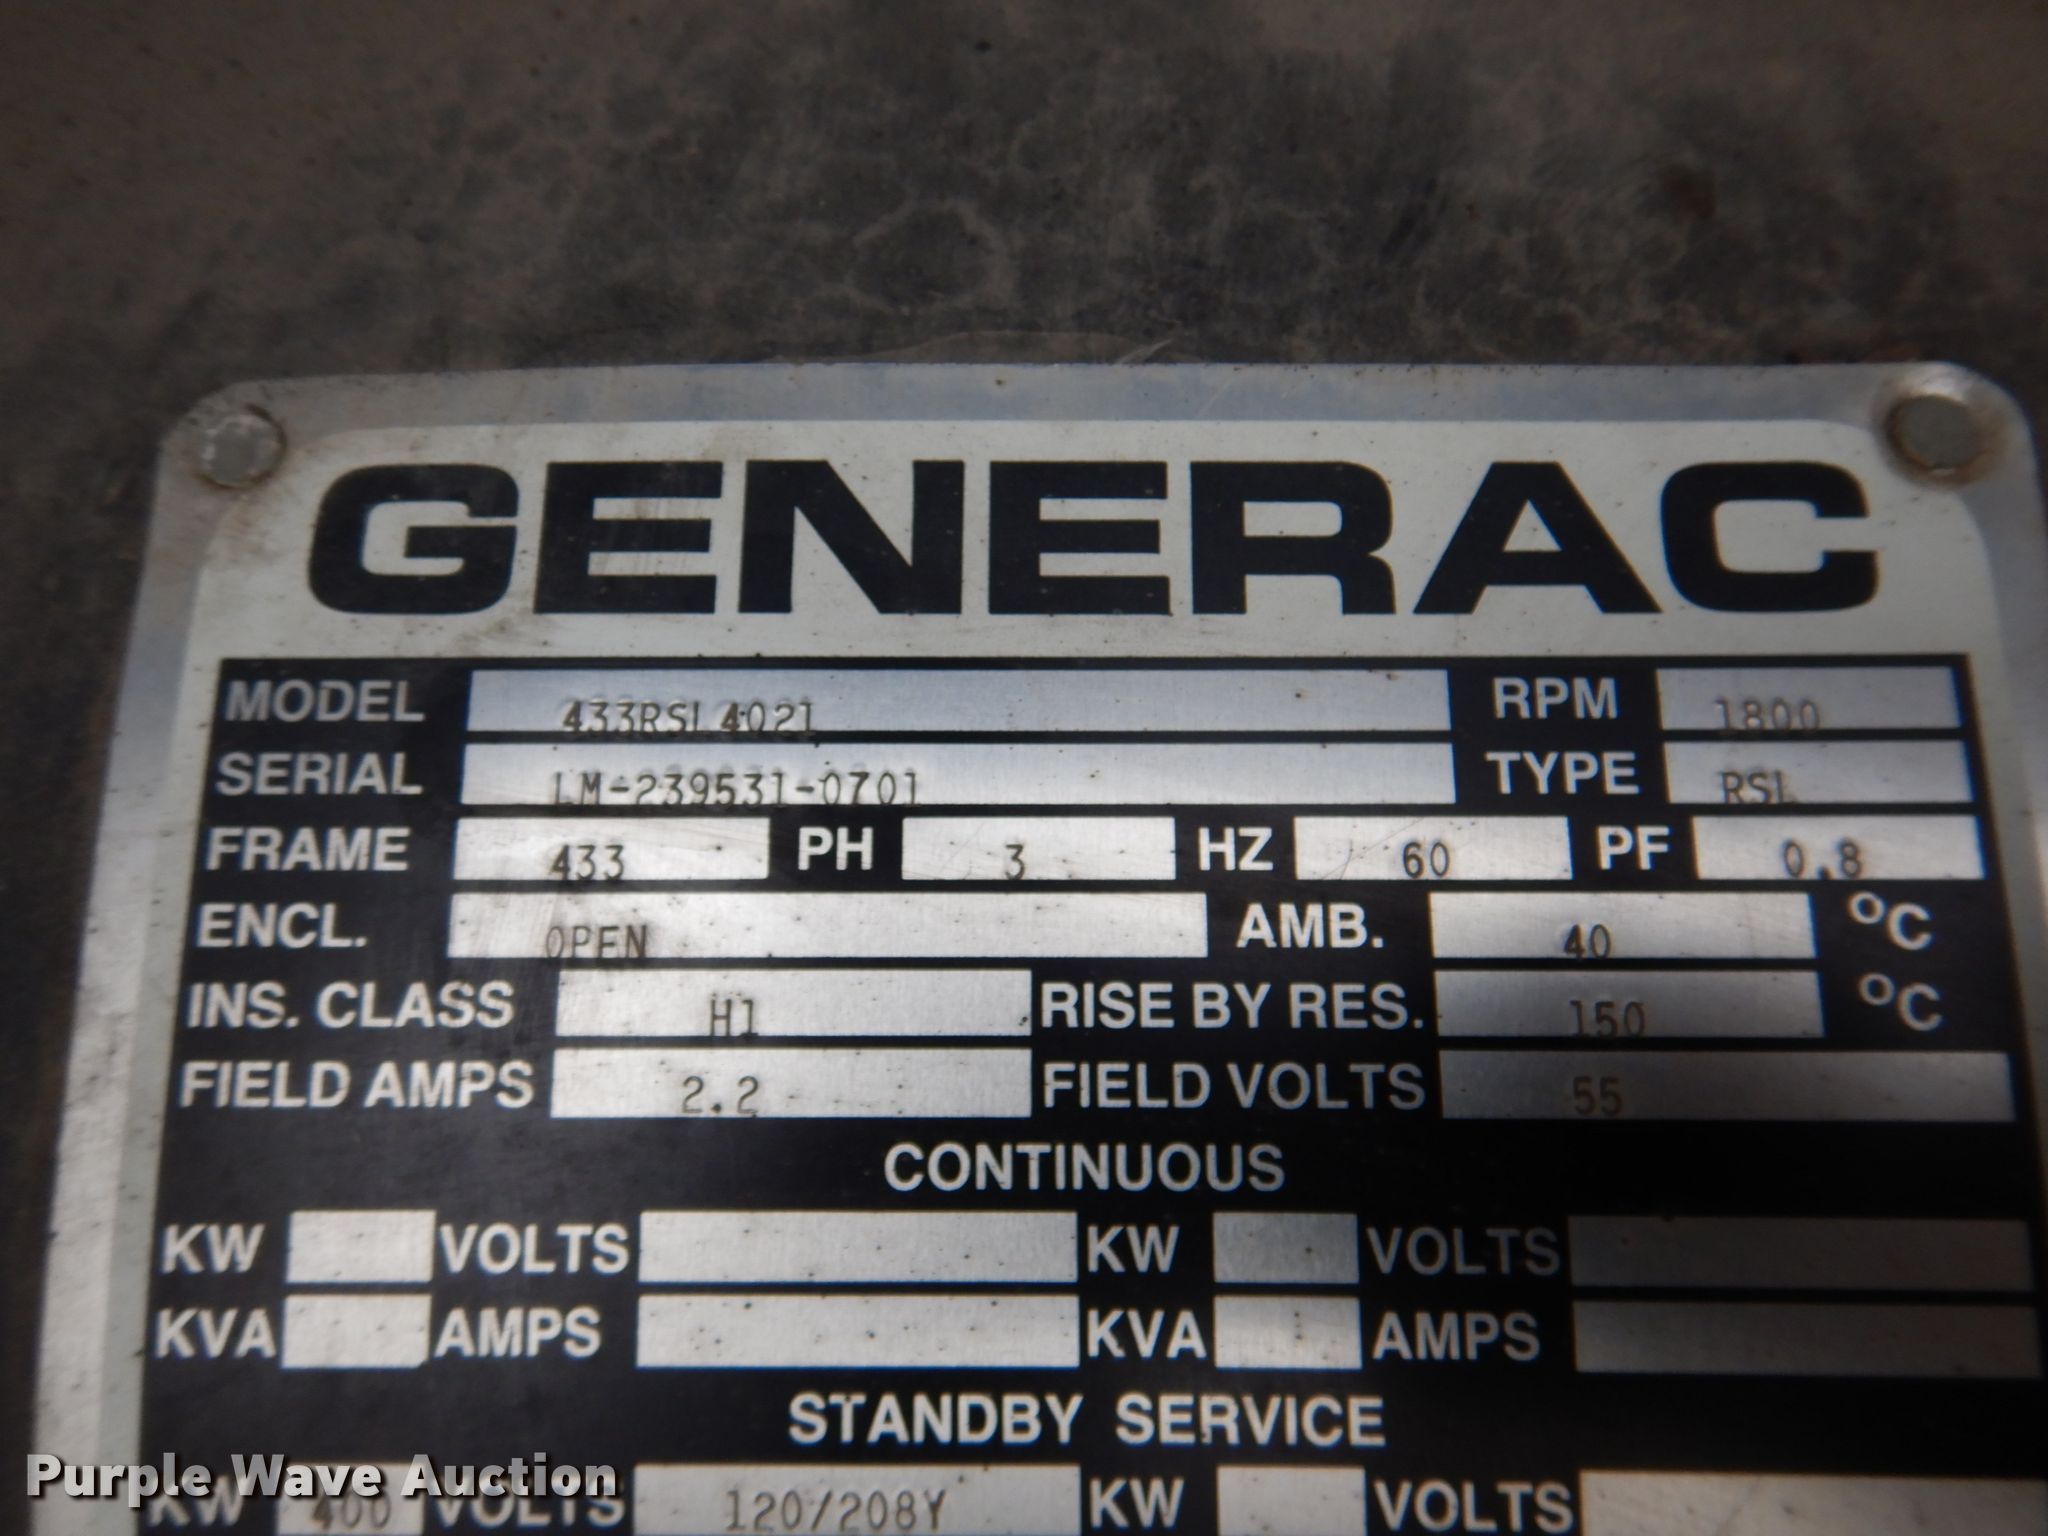 GENERAC
MODEL 433RSL4021 RPM 1800
SERIAL LM-239531-0701 TYPE RSL
FRAME 433 PH 3 HZ 60 PF 0.8
ENCL. OPEN AMB. 40 °C
INS. CLASS H1 RISE BY RES. 150 °C
FIELD AMPS 2.2 FIELD VOLTS 55
CONTINUOUS
KW VOLTS KW VOLTS
KVA AMPS KVA AMPS
STANDBY SERVICE
KW 400 VOLTS 120/208Y KW VOLTS
Purple Wave Auction